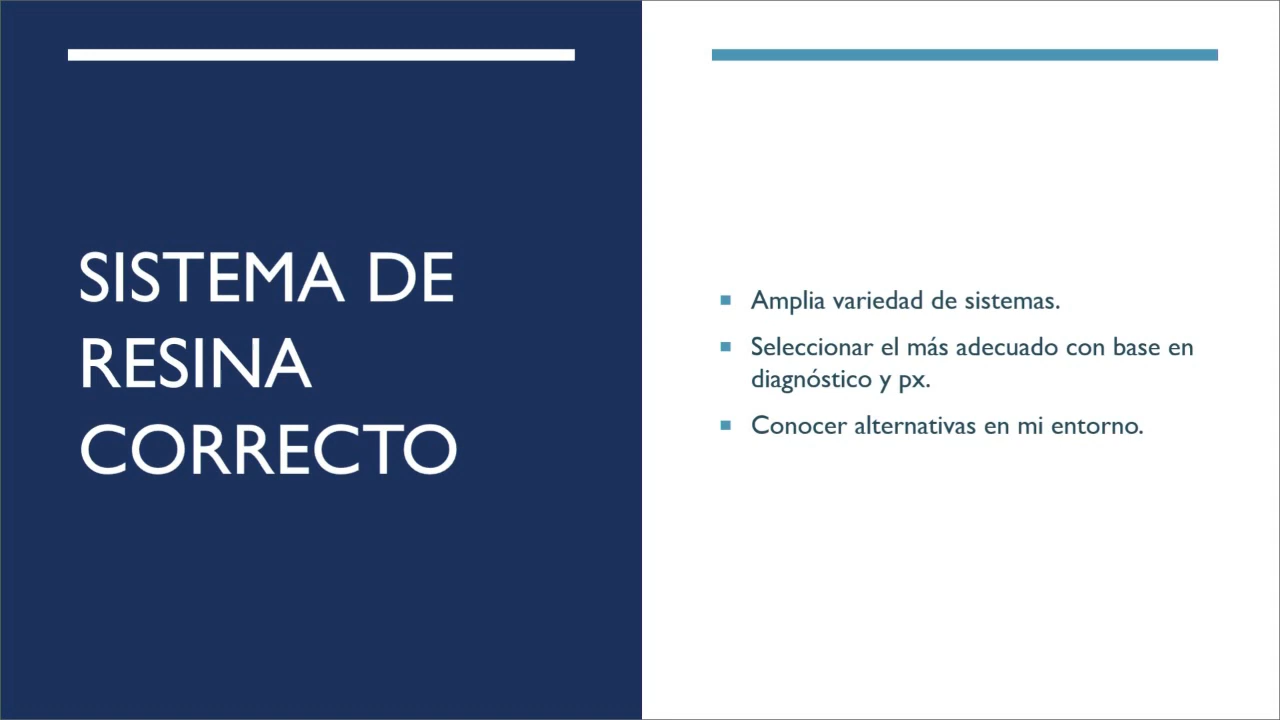 SISTEMA DE
RESINA
CORRECTO
Amplia variedad de sistemas.
Seleccionar el más adecuado con base en
diagnóstico y px.
Conocer alternativas en mi entorno.